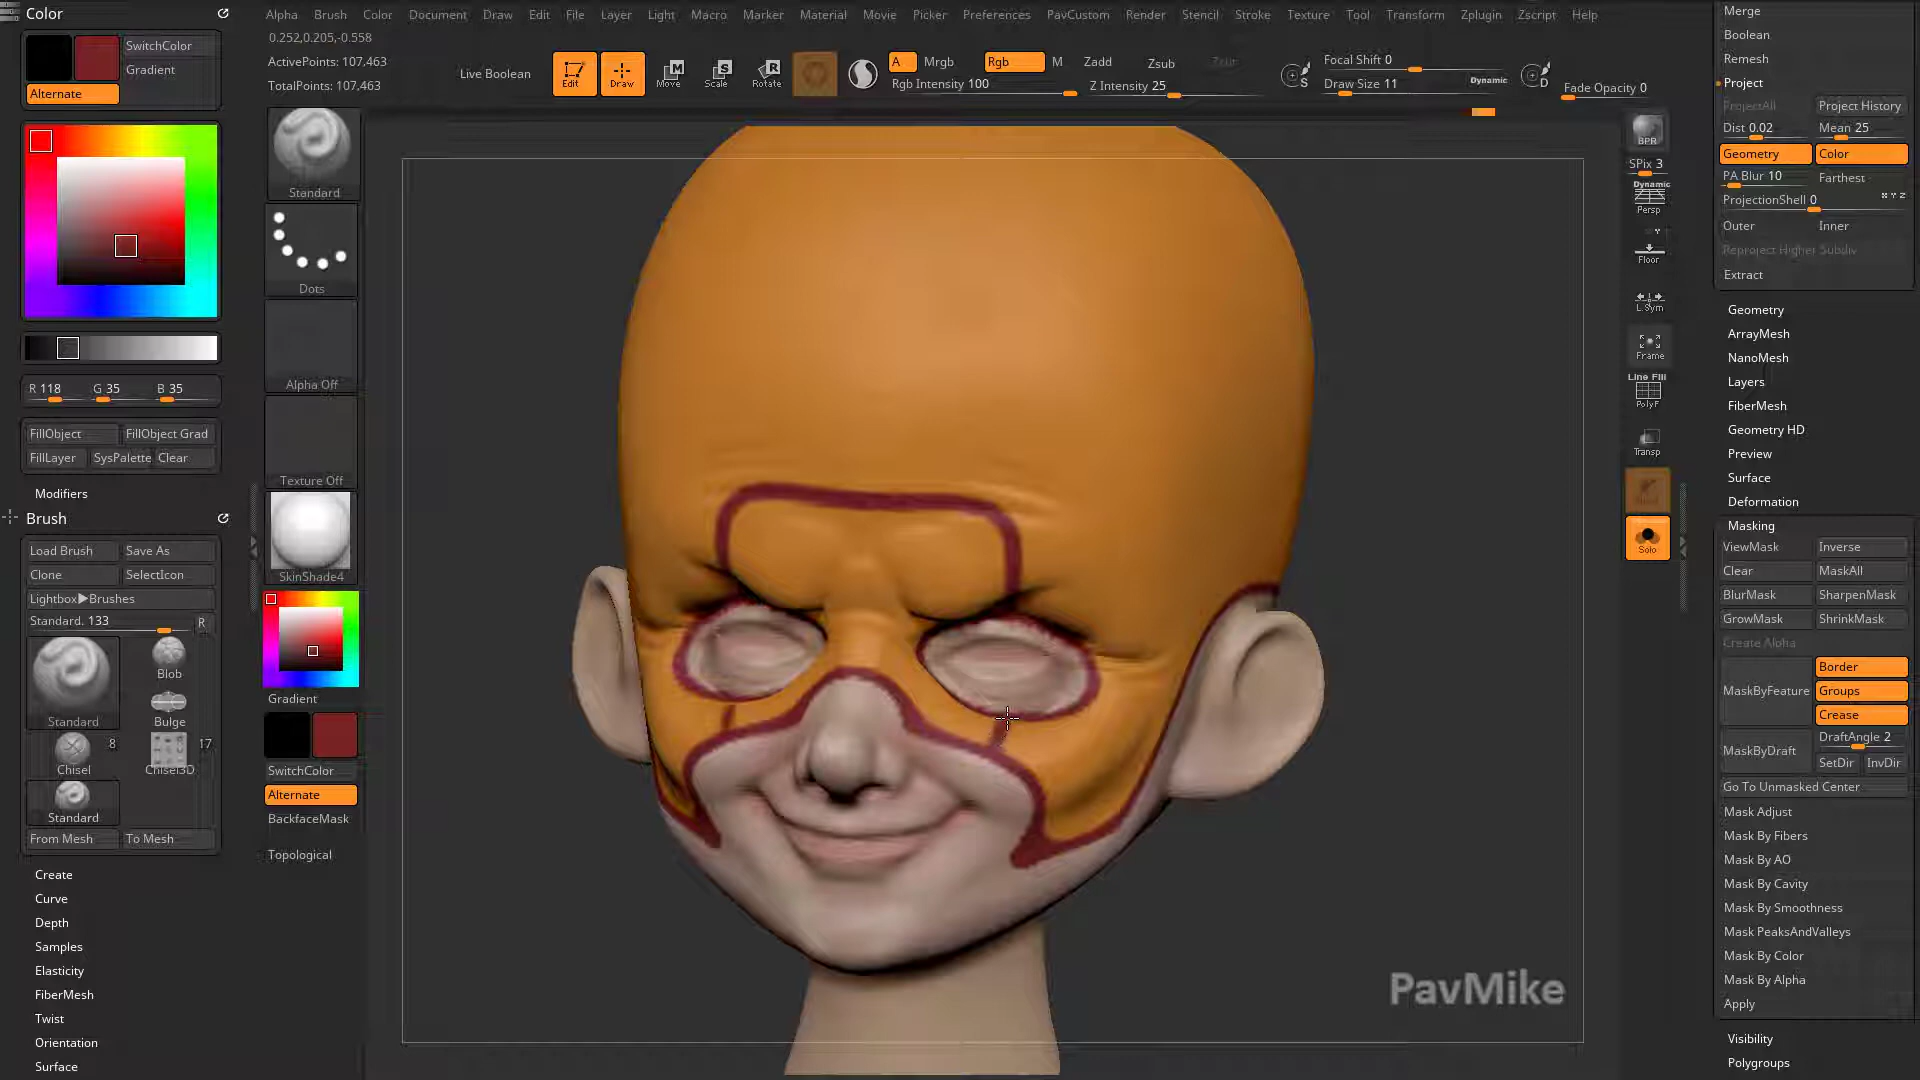 Color
SwitchColor
Gradient
Alternate
R 118 G 35 B 35
FillObject FillObject Grad
FillLayer SysPalette Clear
Modifiers
Brush
Load Brush Save As
Clone SelectIcon
Lightbox▶Brushes
Standard. 133 R
Standard
Blob
Bulge
Chisel 8
Chisel3D 17
Standard
From Mesh To Mesh
Create
Curve
Depth
Samples
Elasticity
FiberMesh
Twist
Orientation
Surface
Alpha Brush Color Document Draw Edit File Layer Light Macro Marker Material Movie Picker Preferences PavCustom Render Stencil Stroke Texture Tool Transform Zplugin Zscript Help
0.252,0.205,-0.558
ActivePoints: 107,463
TotalPoints: 107,463
Live Boolean
Edit Draw Move Scale Rotate
A Mrgb Rgb M Zadd Zsub Zcut
Rgb Intensity 100 Z Intensity 25
Focal Shift 0
Draw Size 11 Dynamic
S D
Fade Opacity 0
Standard
Dots
Alpha Off
Texture Off
SkinShade4
Gradient
SwitchColor
Alternate
BackfaceMask
Topological
PavMike
BPR
SPix 3
Dynamic
Persp
Floor
L.Sym
Frame
Line Fill
PolyF
Transp
Solo
Merge
Boolean
Remesh
Project
ProjectAll Project History
Dist 0.02 Mean 25
Geometry Color
PA Blur 10 Farthest
ProjectionShell 0 X Y Z
Outer Inner
Reproject Higher Subdiv
Extract
Geometry
ArrayMesh
NanoMesh
Layers
FiberMesh
Geometry HD
Preview
Surface
Deformation
Masking
ViewMask Inverse
Clear MaskAll
BlurMask SharpenMask
GrowMask ShrinkMask
Create Alpha
MaskByFeature Border
Groups
Crease
MaskByDraft DraftAngle 2
SetDir InvDir
Go To Unmasked Center
Mask Adjust
Mask By Fibers
Mask By AO
Mask By Cavity
Mask By Smoothness
Mask PeaksAndValleys
Mask By Color
Mask By Alpha
Apply
Visibility
Polygroups